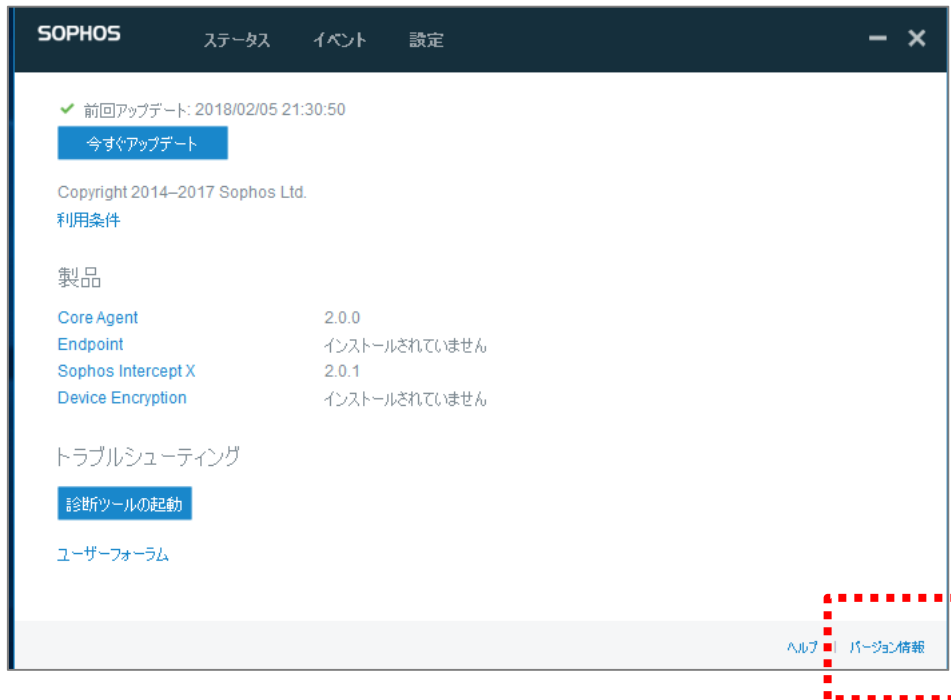 SOPHOS ステータス イベント 設定
前回アップデート: 2018/02/05 21:30:50
今すぐアップデート
Copyright 2014–2017 Sophos Ltd.
利用条件
製品
Core Agent 2.0.0
Endpoint インストールされていません
Sophos Intercept X 2.0.1
Device Encryption インストールされていません
トラブルシューティング
診断ツールの起動
ユーザーフォーラム
ヘルプ | バージョン情報